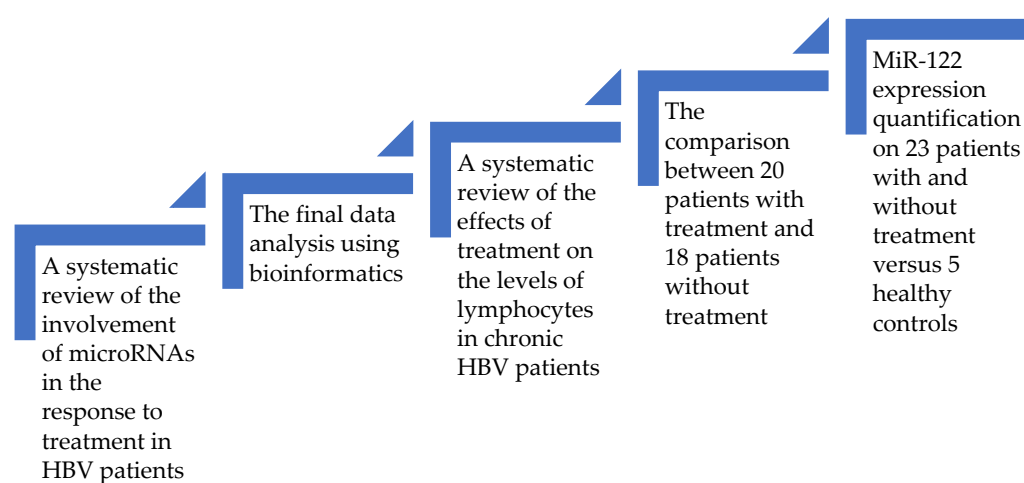 A systematic
review of the
involvement
of microRNAs
in the
response to
treatment in
HBV patients
The final data
analysis using
bioinformatics
A systematic
review of the
effects of
treatment on
the levels of
lymphocytes
in chronic
HBV patients
The
comparison
between 20
patients with
treatment and
18 patients
without
treatment
MiR-122
expression
quantification
on 23 patients
with and
without
treatment
versus 5
healthy
controls